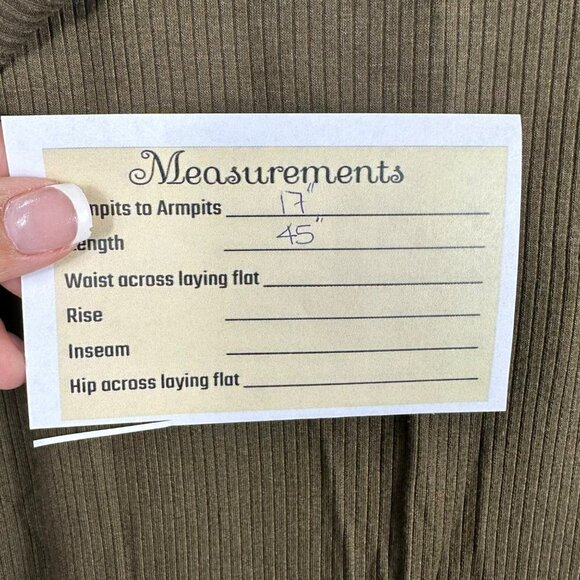 Measurements
mpits to Armpits 17"
ength 45"
Waist across laying flat
Rise
Inseam
Hip across laying flat